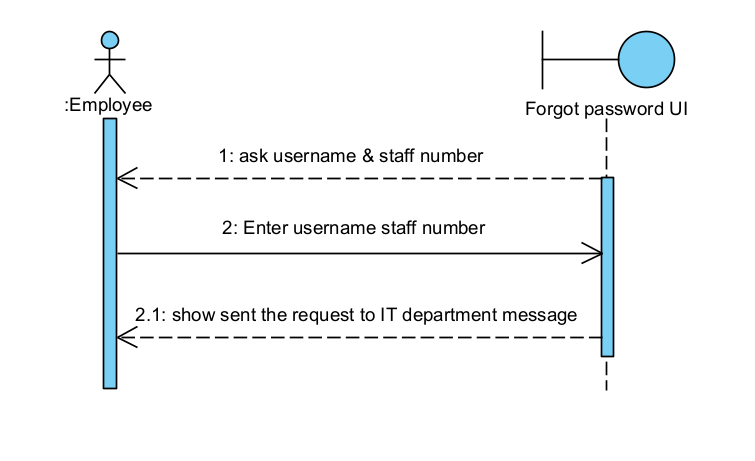 :Employee
Forgot password UI
1: ask username & staff number
2: Enter username staff number
2.1: show sent the request to IT department message